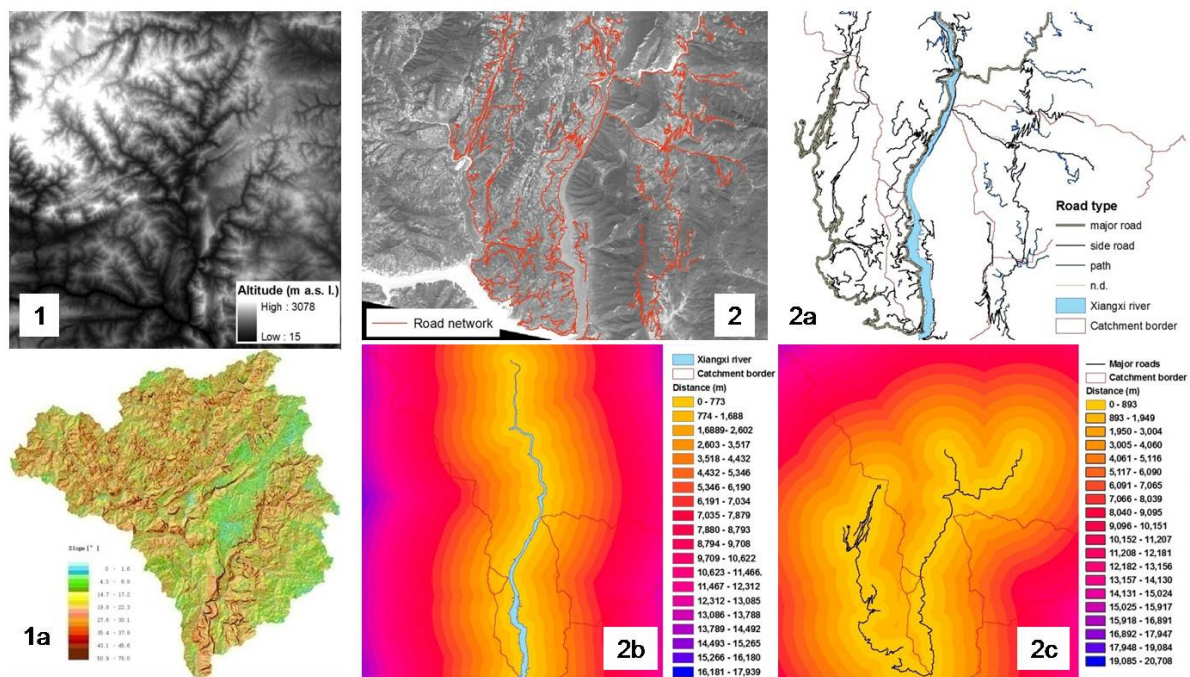 Altitude (m a. s. l.)
High : 3078
Low : 15
1
Road network
2
2a
Road type
major road
side road
path
n.d.
Xiangxi river
Catchment border
1a
Slope [°]
0 - 1.6
4.3 - 6.9
14.5 - 17.2
19.8 - 22.3
27.6 - 30.1
35.4 - 37.8
43.1 - 45.6
50.9 - 76.0
2b
Xiangxi river
Catchment border
Distance (m)
0 - 773
774 - 1,688
1,6889- 2,602
2,603 - 3,517
3,518 - 4,432
4,432 - 5,346
5,346 - 6,190
6,191 - 7,034
7,035 - 7,879
7,880 - 8,793
8,794 - 9,708
9,709 - 10,622
10,623 - 11,466.
11,467 - 12,312
12,312 - 13,085
13,086 - 13,788
13,789 - 14,492
14,493 - 15,265
15,266 - 16,180
16,181 - 17,939
2c
Major roads
Catchment border
Distance (m)
0 - 893
893 - 1,949
1,950 - 3,004
3,005 - 4,060
4,061 - 5,116
5,117 - 6,090
6,091 - 7,065
7,066 - 8,039
8,040 - 9,095
9,096 - 10,151
10,152 - 11,207
11,208 - 12,181
12,182 - 13,156
13,157 - 14,130
14,131 - 15,024
15,025 - 15,917
15,918 - 16,891
16,892 - 17,947
17,948 - 19,084
19,085 - 20,708